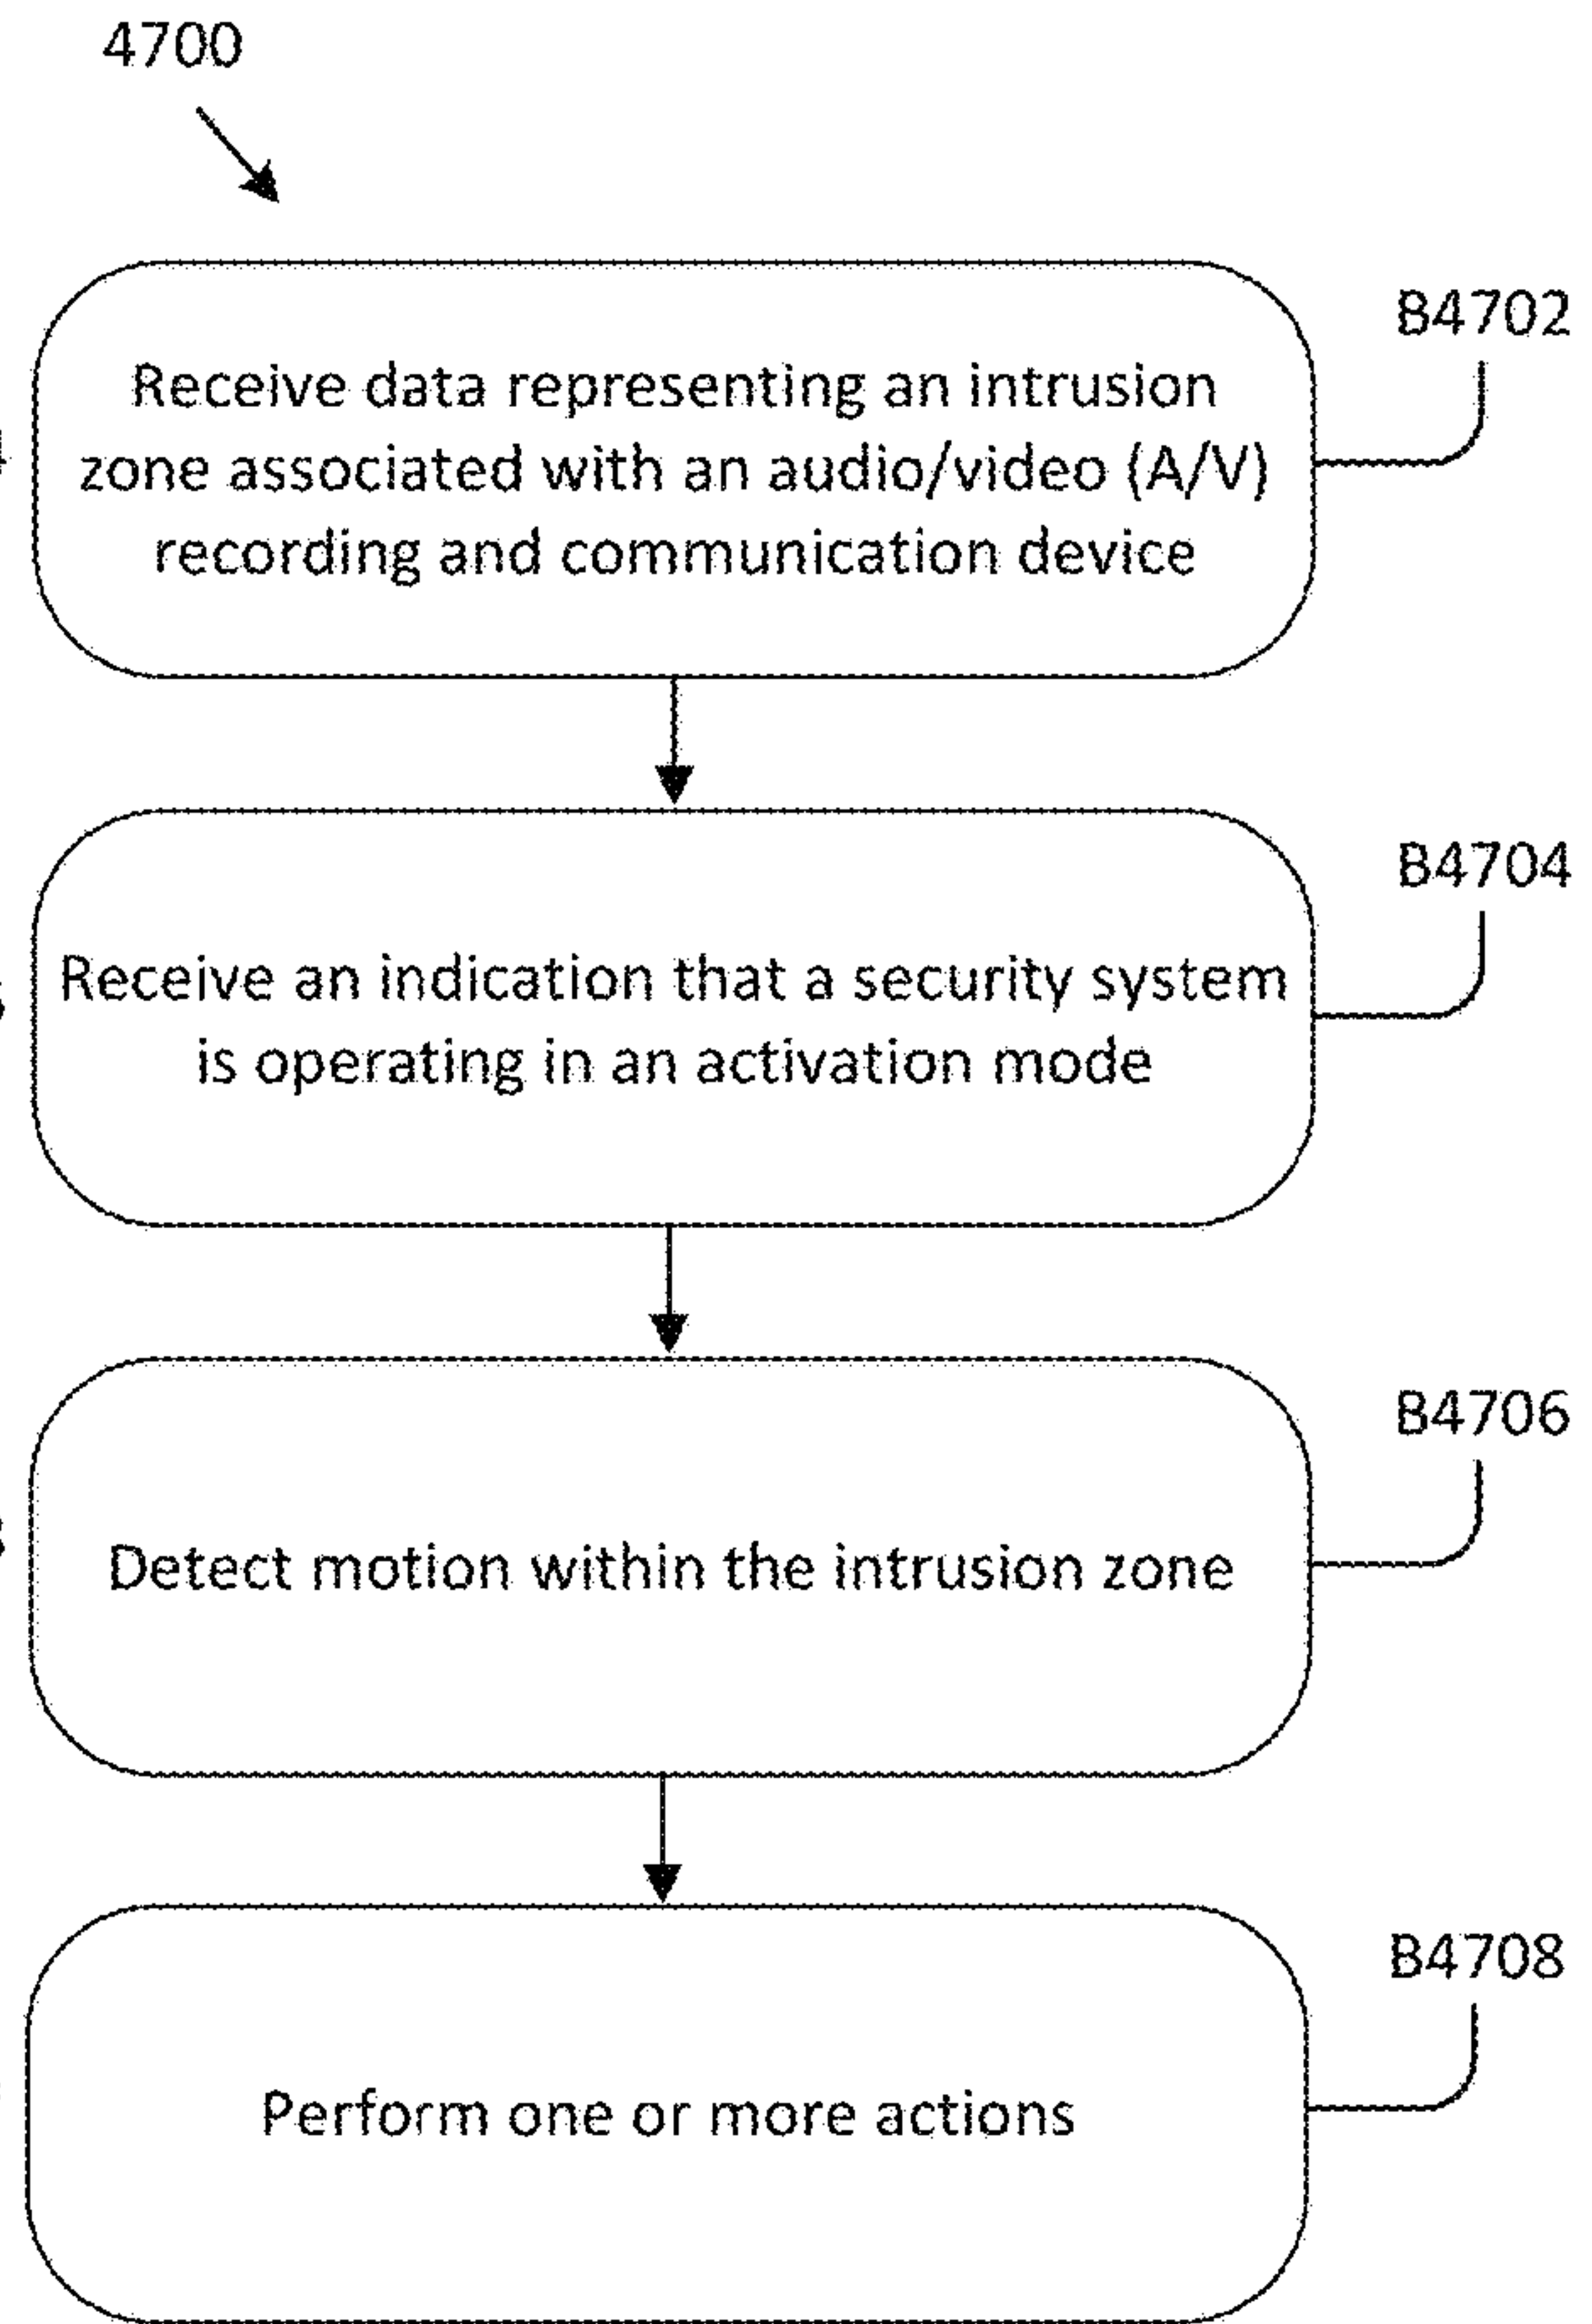 4700
B4702
Receive data representing an intrusion
zone associated with an audio/video (A/V)
recording and communication device
B4704
Receive an indication that a security system
is operating in an activation mode
B4706
Detect motion within the intrusion zone
B4708
Perform one or more actions